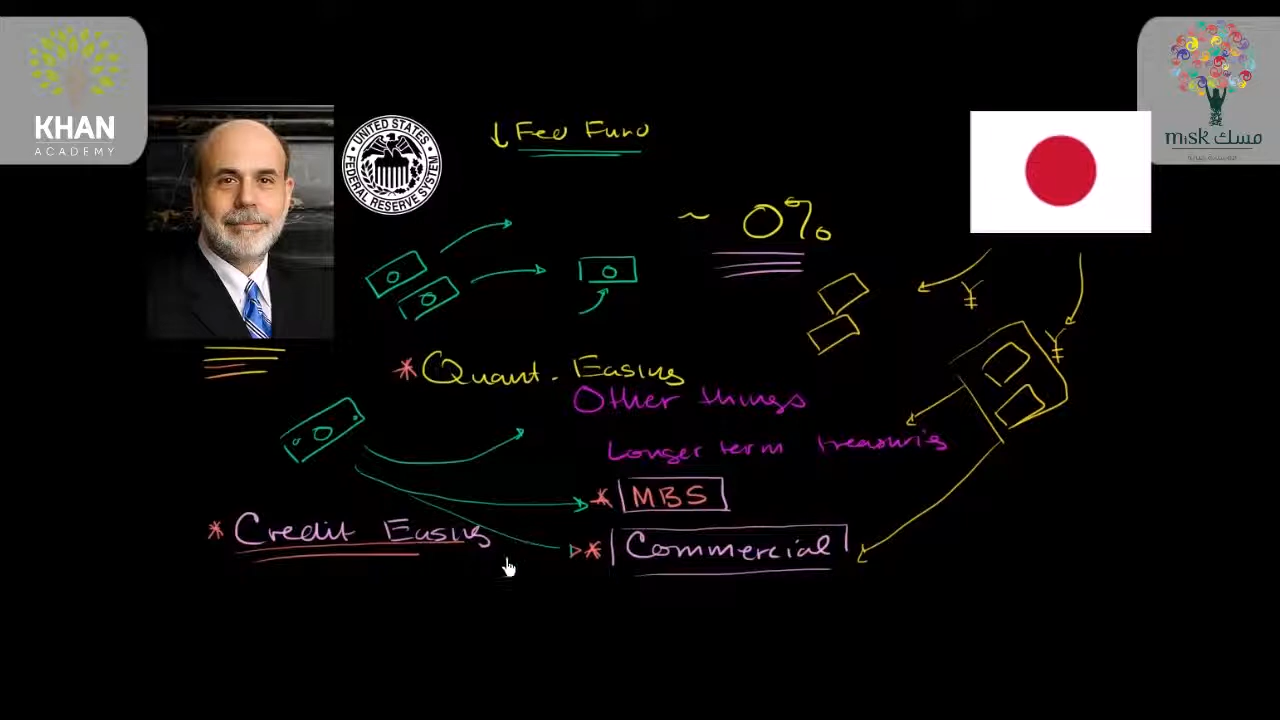 KHAN
ACADEMY
UNITED STATES
FEDERAL RESERVE SYSTEM
↓ Fed Fund
~ 0%
¥
¥
* Quant. Easing
Other things
Longer term treasuries
* MBS
* Credit Easing
* Commercial
misk مسك